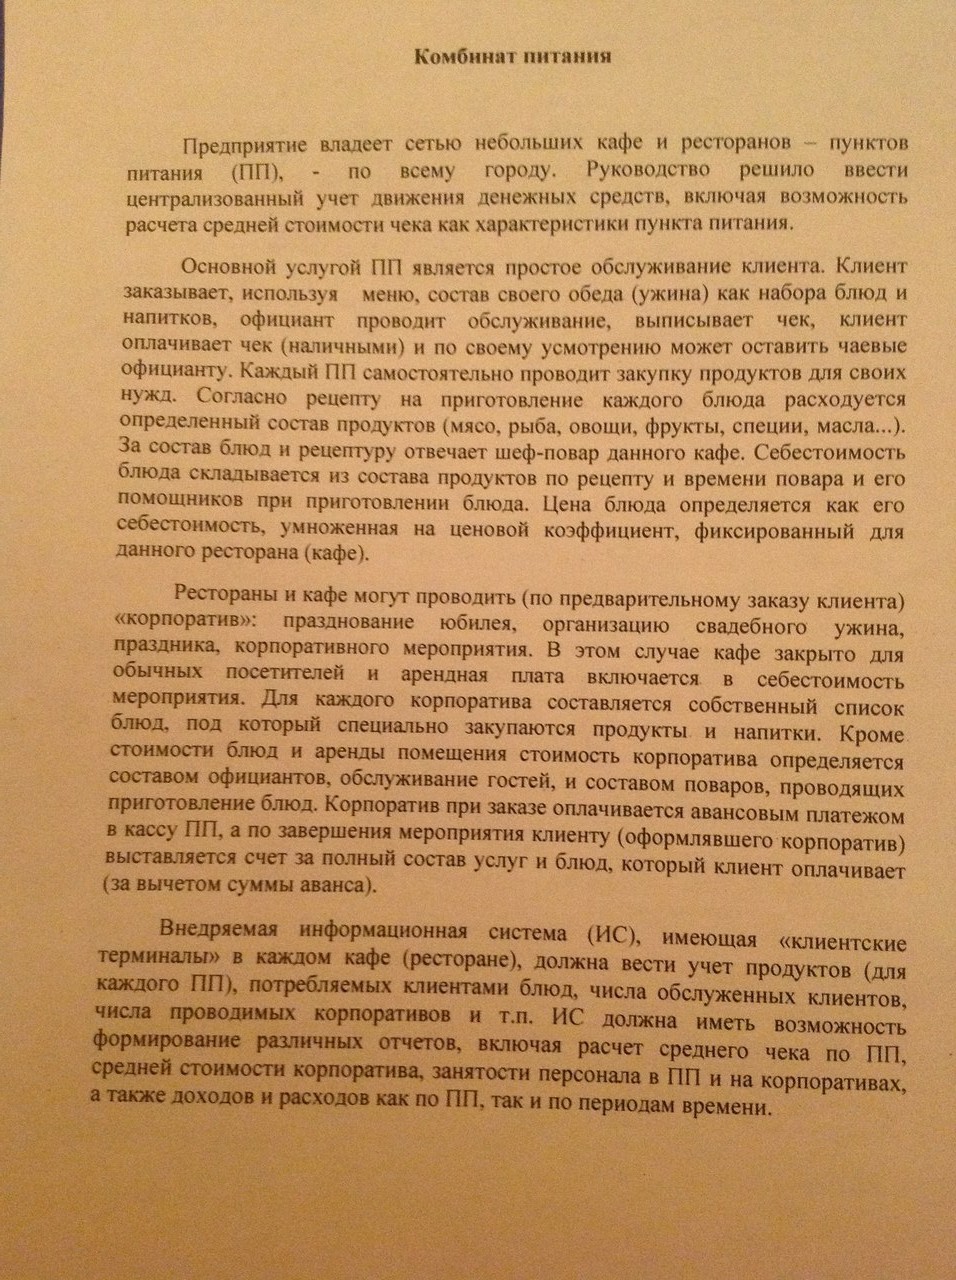 Комбинат питания
Предприятие владеет сетью небольших кафе и ресторанов – пунктов
питания (ПП), - по всему городу. Руководство решило ввести
централизованный учет движения денежных средств, включая возможность
расчета средней стоимости чека как характеристики пункта питания.
Основной услугой ПП является простое обслуживание клиента. Клиент
заказывает, используя меню, состав своего обеда (ужина) как набора блюд и
напитков, официант проводит обслуживание, выписывает чек, клиент
оплачивает чек (наличными) и по своему усмотрению может оставить чаевые
официанту. Каждый ПП самостоятельно проводит закупку продуктов для своих
нужд. Согласно рецепту на приготовление каждого блюда расходуется
определенный состав продуктов (мясо, рыба, овощи, фрукты, специи, масла...).
За состав блюд и рецептуру отвечает шеф-повар данного кафе. Себестоимость
блюда складывается из состава продуктов по рецепту и времени повара и его
помощников при приготовлении блюда. Цена блюда определяется как его
себестоимость, умноженная на ценовой коэффициент, фиксированный для
данного ресторана (кафе).
Рестораны и кафе могут проводить (по предварительному заказу клиента)
«корпоратив»: празднование юбилея, организацию свадебного ужина,
праздника, корпоративного мероприятия. В этом случае кафе закрыто для
обычных посетителей и арендная плата включается в себестоимость
мероприятия. Для каждого корпоратива составляется собственный список
блюд, под который специально закупаются продукты и напитки. Кроме
стоимости блюд и аренды помещения стоимость корпоратива определяется
составом официантов, обслуживание гостей, и составом поваров, проводящих
приготовление блюд. Корпоратив при заказе оплачивается авансовым платежом
в кассу ПП, а по завершения мероприятия клиенту (оформлявшего корпоратив)
выставляется счет за полный состав услуг и блюд, который клиент оплачивает
(за вычетом суммы аванса).
Внедряемая информационная система (ИС), имеющая «клиентские
терминалы» в каждом кафе (ресторане), должна вести учет продуктов (для
каждого ПП), потребляемых клиентами блюд, числа обслуженных клиентов,
числа проводимых корпоративов и т.п. ИС должна иметь возможность
формирование различных отчетов, включая расчет среднего чека по ПП,
средней стоимости корпоратива, занятости персонала в ПП и на корпоративах,
а также доходов и расходов как по ПП, так и по периодам времени.